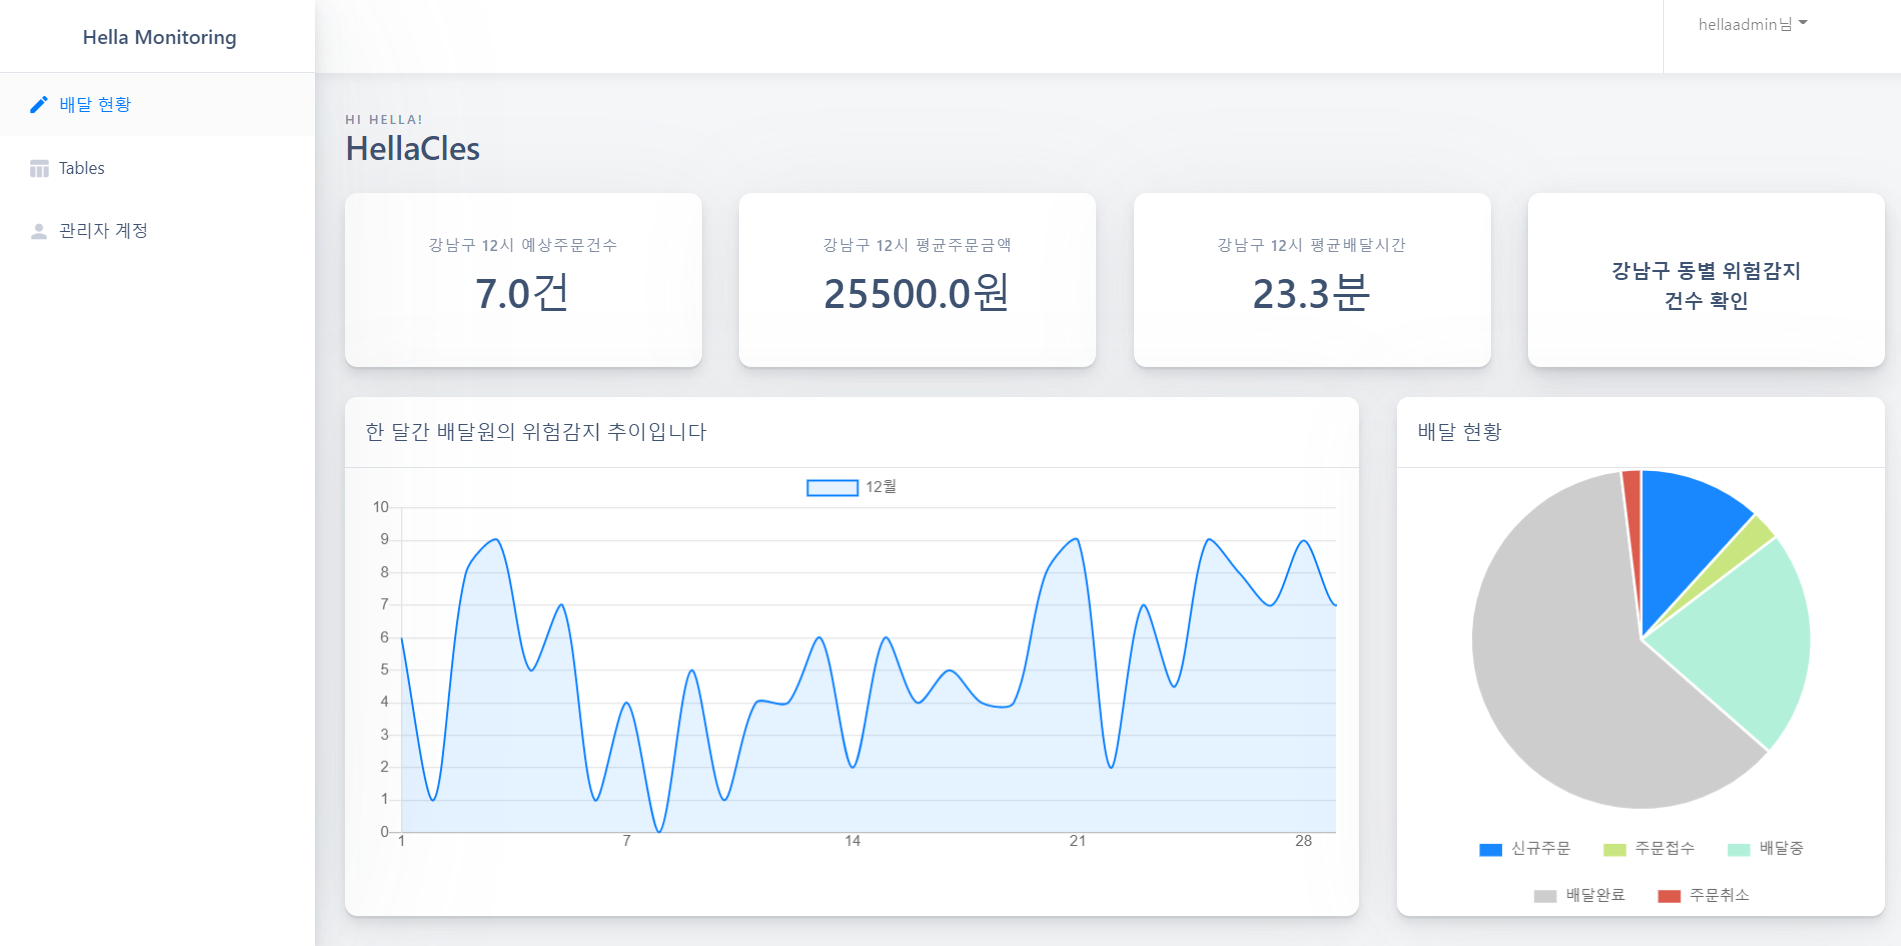 Hella Monitoring
hellaadmin님
배달 현황
Tables
관리자 계정
HI HELLA!
HellaCles
강남구 12시 예상주문건수
7.0건
강남구 12시 평균주문금액
25500.0원
강남구 12시 평균배달시간
23.3분
강남구 동별 위험감지
건수 확인
한 달간 배달원의 위험감지 추이입니다
12월
10
9
8
7
6
5
4
3
2
1
0
1 7 14 21 28
배달 현황
신규주문 주문접수 배달중
배달완료 주문취소